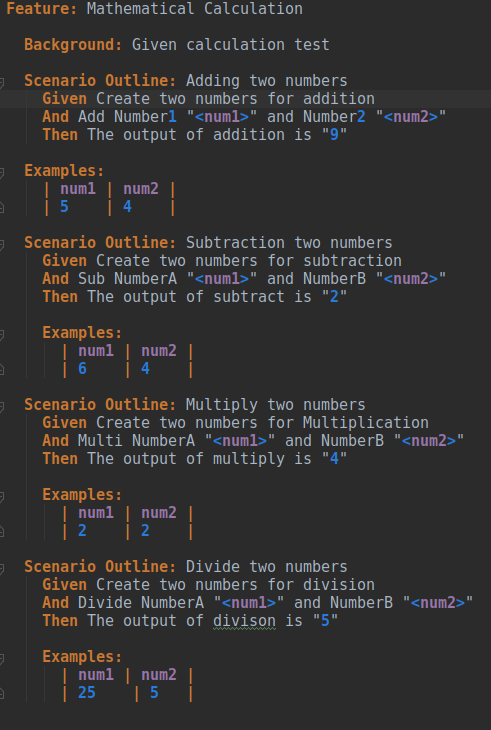 Feature: Mathematical Calculation
Background: Given calculation test
Scenario Outline: Adding two numbers
Given Create two numbers for addition
And Add Number1 "<num1>" and Number2 "<num2>"
Then The output of addition is "9"
Examples:
| num1 | num2 |
| 5 | 4 |
Scenario Outline: Subtraction two numbers
Given Create two numbers for subtraction
And Sub NumberA "<num1>" and NumberB "<num2>"
Then The output of subtract is "2"
Examples:
| num1 | num2 |
| 6 | 4 |
Scenario Outline: Multiply two numbers
Given Create two numbers for Multiplication
And Multi NumberA "<num1>" and NumberB "<num2>"
Then The output of multiply is "4"
Examples:
| num1 | num2 |
| 2 | 2 |
Scenario Outline: Divide two numbers
Given Create two numbers for division
And Divide NumberA "<num1>" and NumberB "<num2>"
Then The output of divison is "5"
Examples:
| num1 | num2 |
| 25 | 5 |